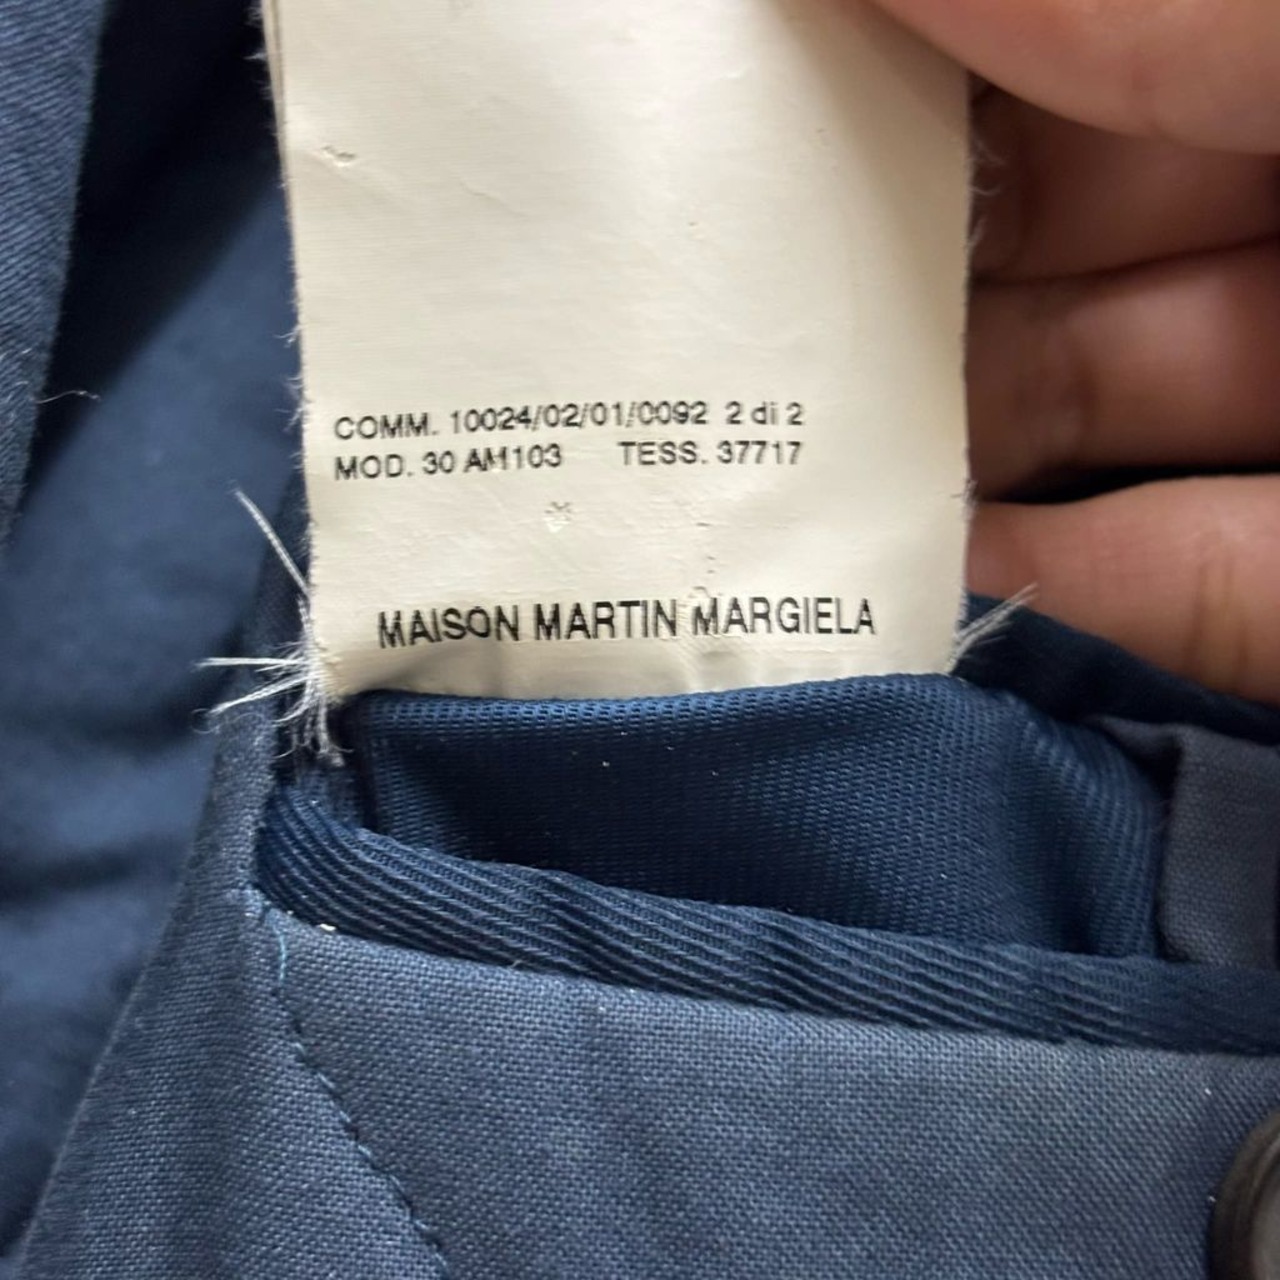 COMM. 10024/02/01/0092 2 di 2
MOD. 30 AM103 TESS. 37717
MAISON MARTIN MARGIELA